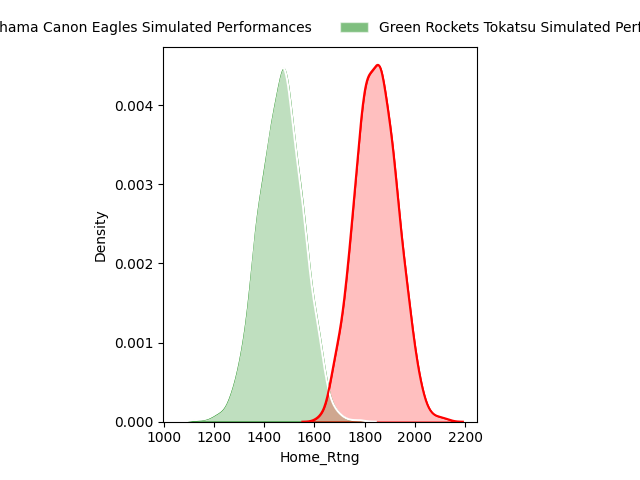 hama Canon Eagles Simulated Performances Green Rockets Tokatsu Simulated Perf
0.004
0.003
0.002
0.001
0.000
Density
1000 1200 1400 1600 1800 2000 2200
Home_Rtng